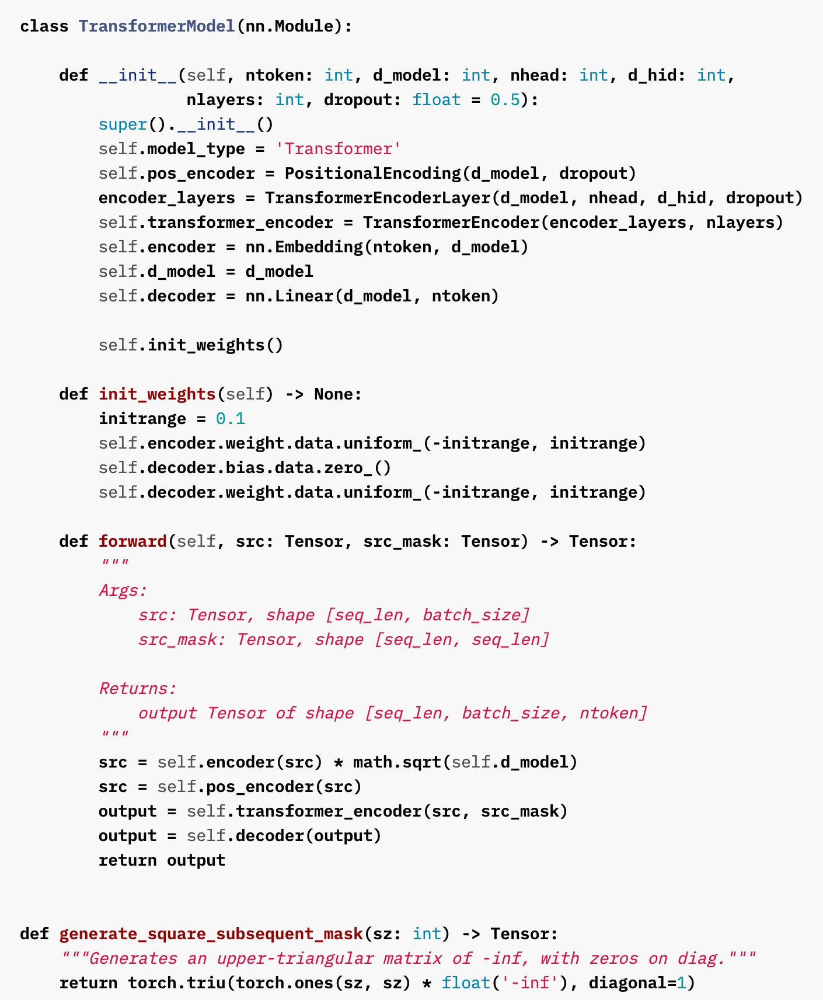 class TransformerModel(nn.Module):

    def __init__(self, ntoken: int, d_model: int, nhead: int, d_hid: int,
                 nlayers: int, dropout: float = 0.5):
        super().__init__()
        self.model_type = 'Transformer'
        self.pos_encoder = PositionalEncoding(d_model, dropout)
        encoder_layers = TransformerEncoderLayer(d_model, nhead, d_hid, dropout)
        self.transformer_encoder = TransformerEncoder(encoder_layers, nlayers)
        self.encoder = nn.Embedding(ntoken, d_model)
        self.d_model = d_model
        self.decoder = nn.Linear(d_model, ntoken)

        self.init_weights()

    def init_weights(self) -> None:
        initrange = 0.1
        self.encoder.weight.data.uniform_(-initrange, initrange)
        self.decoder.bias.data.zero_()
        self.decoder.weight.data.uniform_(-initrange, initrange)

    def forward(self, src: Tensor, src_mask: Tensor) -> Tensor:
        """
        Args:
            src: Tensor, shape [seq_len, batch_size]
            src_mask: Tensor, shape [seq_len, seq_len]

        Returns:
            output Tensor of shape [seq_len, batch_size, ntoken]
        """
        src = self.encoder(src) * math.sqrt(self.d_model)
        src = self.pos_encoder(src)
        output = self.transformer_encoder(src, src_mask)
        output = self.decoder(output)
        return output


def generate_square_subsequent_mask(sz: int) -> Tensor:
    """Generates an upper-triangular matrix of -inf, with zeros on diag."""
    return torch.triu(torch.ones(sz, sz) * float('-inf'), diagonal=1)